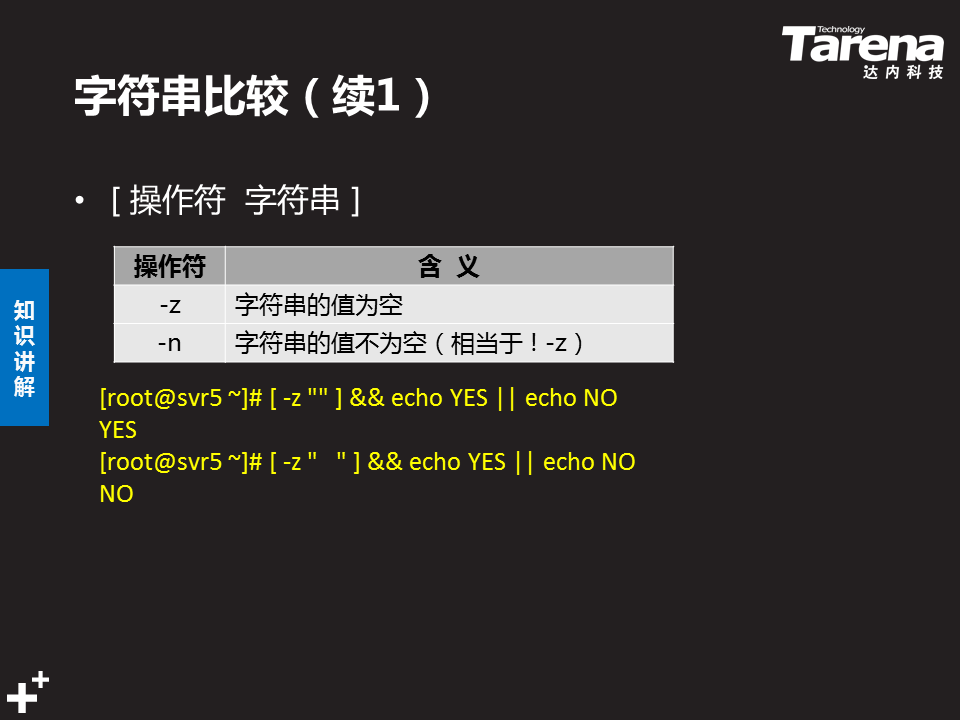 Technology
Tarena
达内科技
字符串比较（续1）
• [ 操作符  字符串 ]
操作符 含 义
-z 字符串的值为空
-n 字符串的值不为空（相当于！-z）
知识讲解
[root@svr5 ~]# [ -z "" ] && echo YES || echo NO
YES
[root@svr5 ~]# [ -z "   " ] && echo YES || echo NO
NO